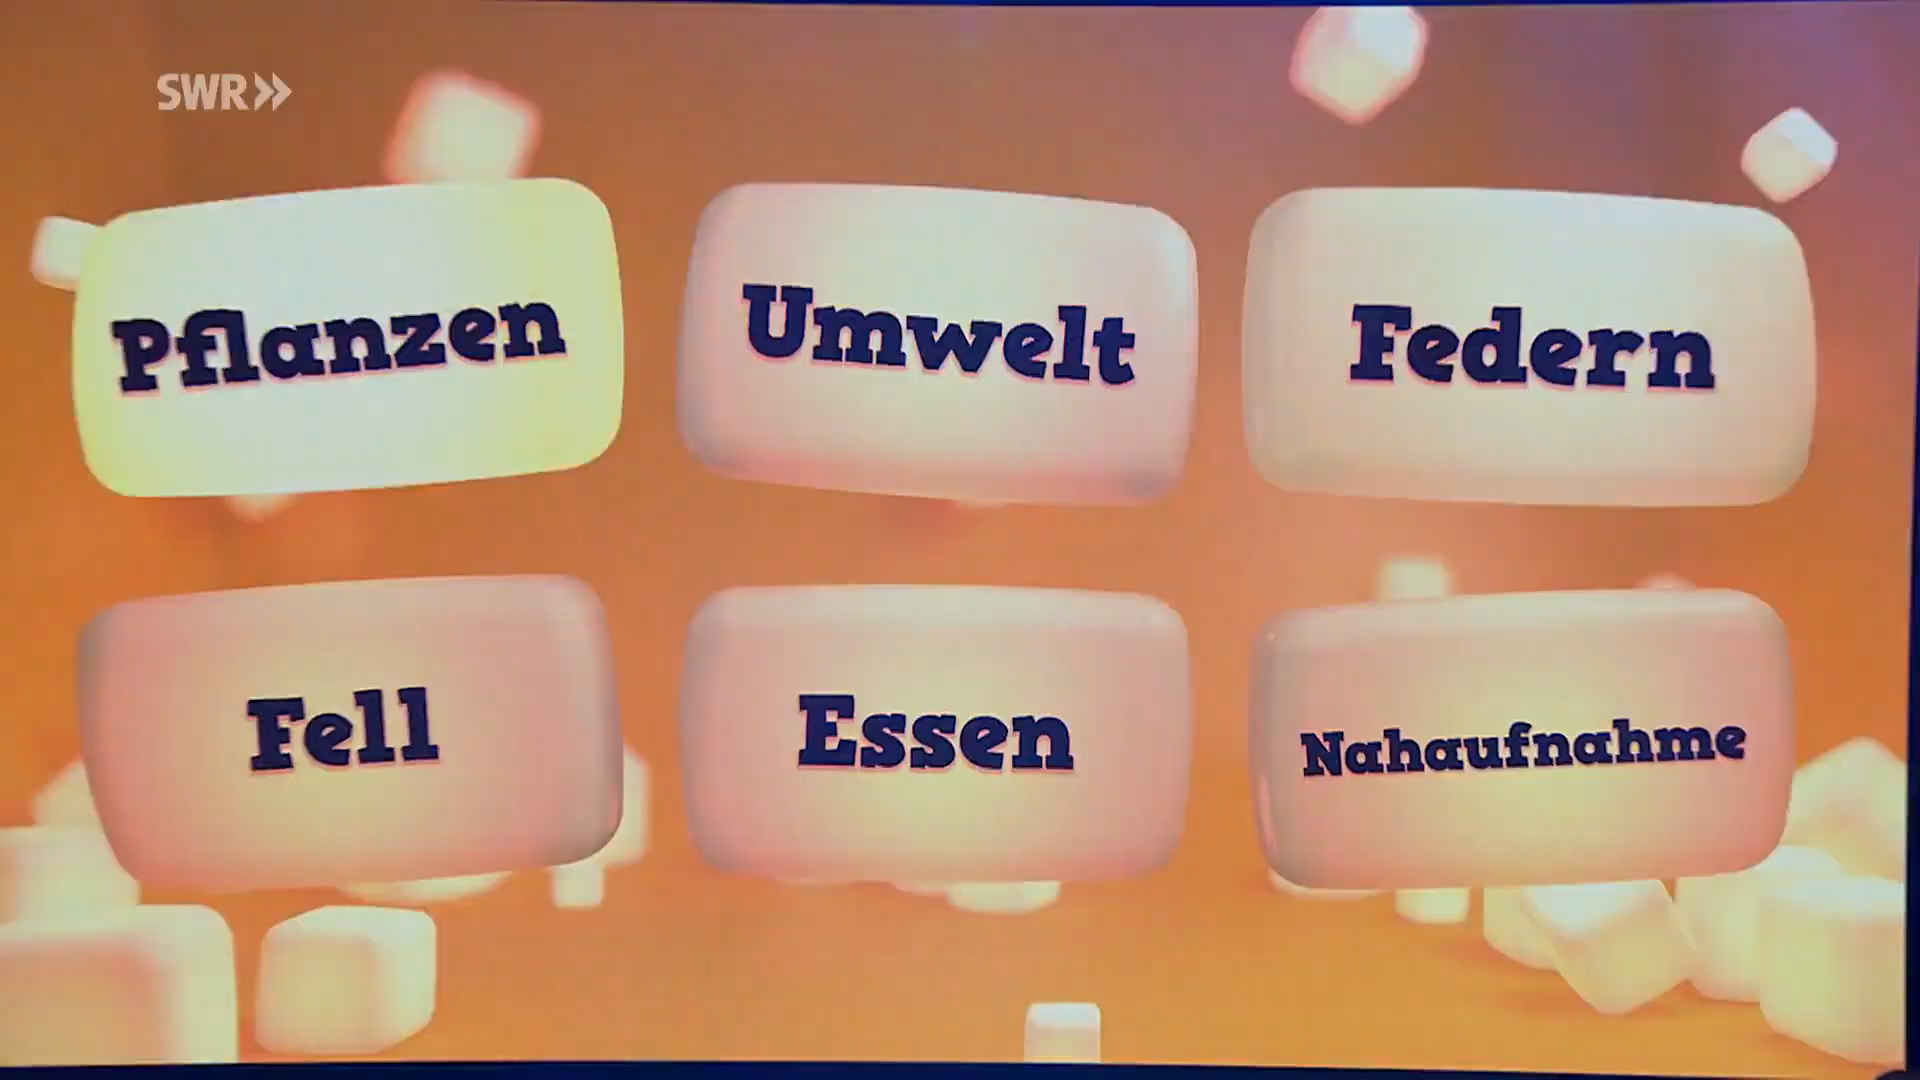 SWR»
Pflanzen
Umwelt
Federn
Fell
Essen
Nahaufnahme